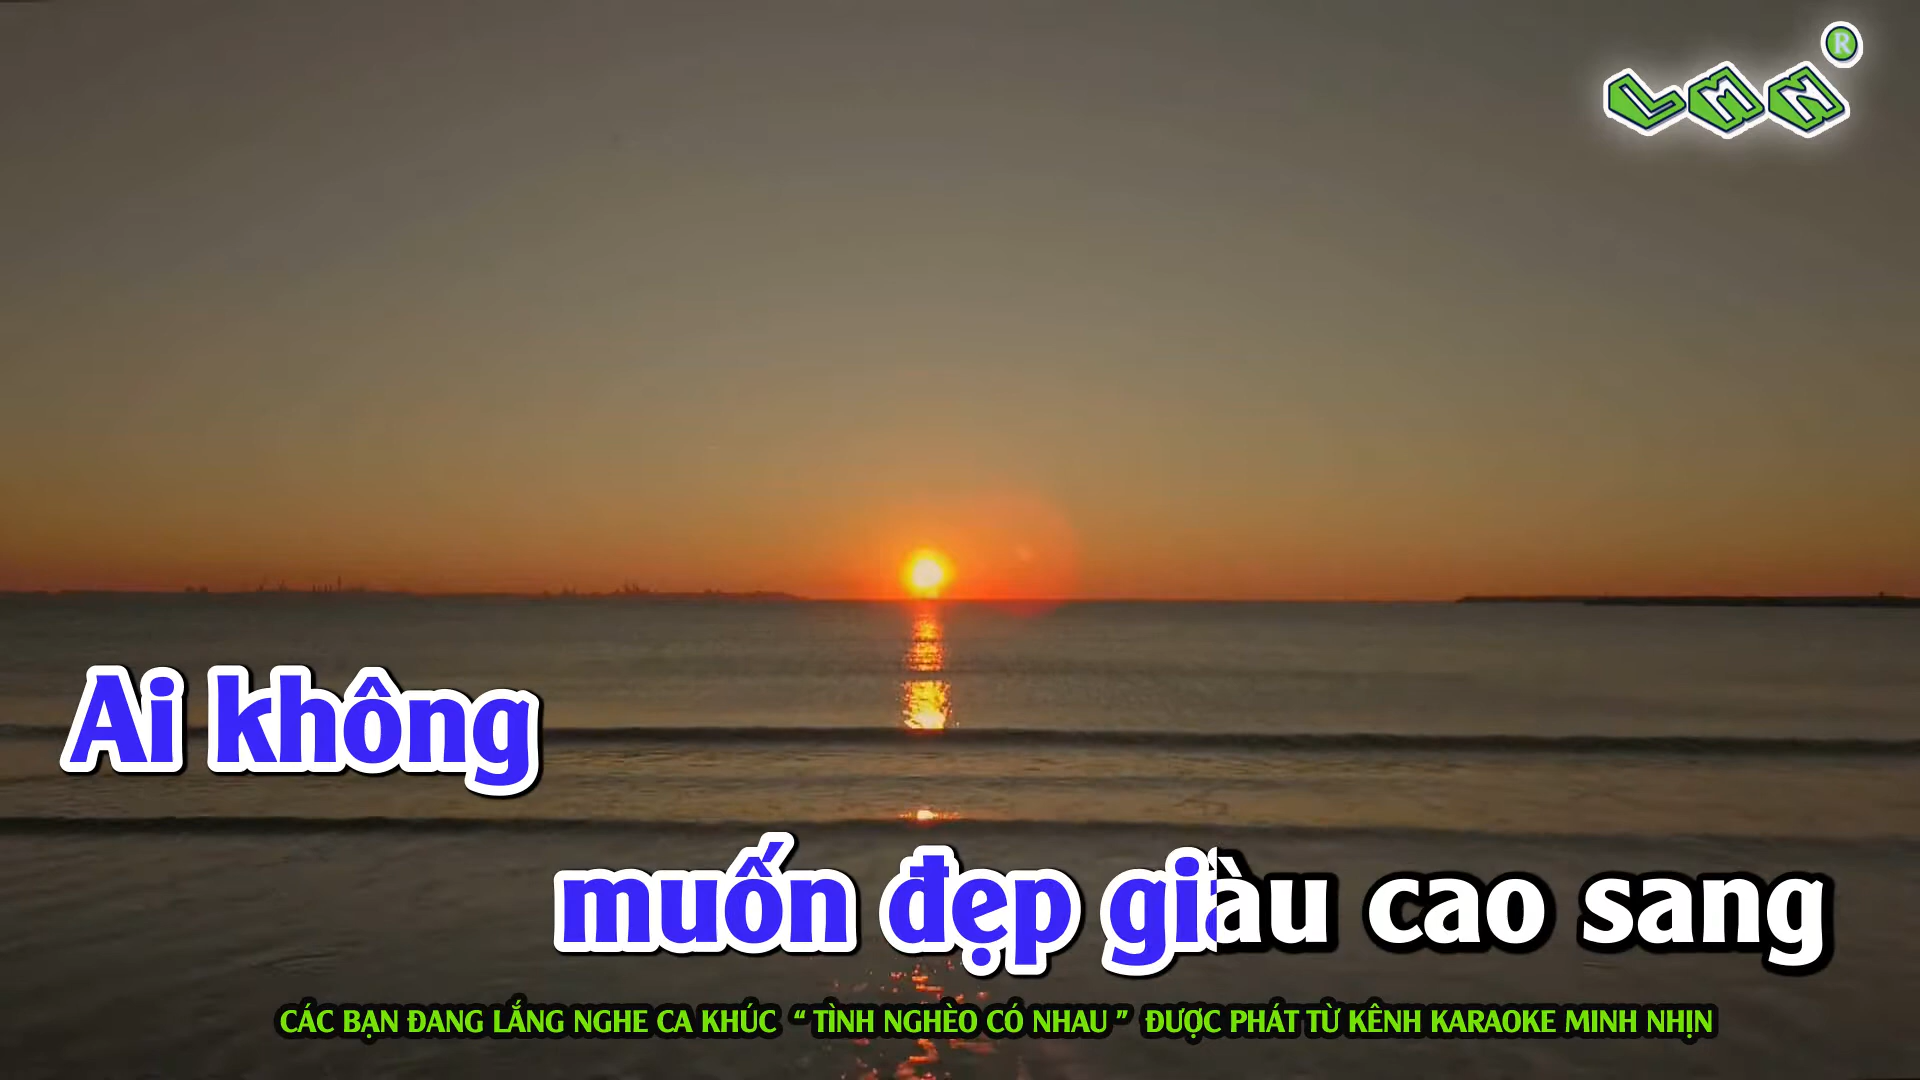 LMN®
Ai không
muốn đẹp giàu cao sang
CÁC BẠN ĐANG LẮNG NGHE CA KHÚC “ TÌNH NGHÈO CÓ NHAU ” ĐƯỢC PHÁT TỪ KÊNH KARAOKE MINH NHỊN